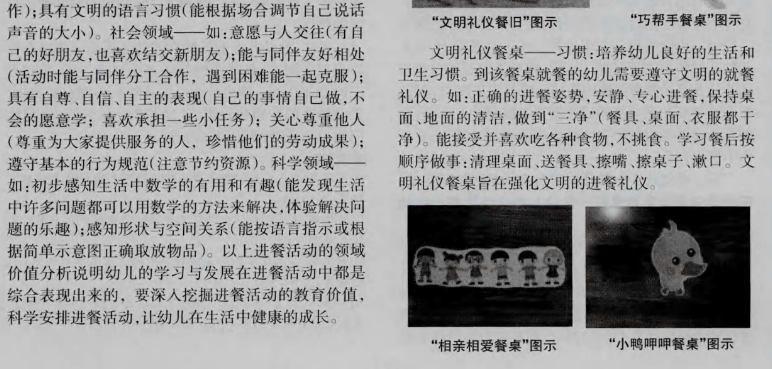 作);具有文明的语言习惯(能根据场合调节自己说话
声音的大小)。社会领域——如:意愿与人交往(有自
己的好朋友,也喜欢结交新朋友);能与同伴友好相处
(活动时能与同伴分工合作，遇到困难能一起克服);
具有自尊、自信、自主的表现(自己的事情自己做,不
会的愿意学；喜欢承担一些小任务)；关心尊重他人
(尊重为大家提供服务的人，珍惜他们的劳动成果);
遵守基本的行为规范(注意节约资源)。科学领域——
如:初步感知生活中数学的有用和有趣(能发现生活
中许多问题都可以用数学的方法来解决,体验解决问
题的乐趣);感知形状与空间关系(能按语言指示或根
据简单示意图正确取放物品)。以上进餐活动的领域
价值分析说明幼儿的学习与发展在进餐活动中都是
综合表现出来的，要深入挖掘进餐活动的教育价值,
科学安排进餐活动,让幼儿在生活中健康的成长。
“文明礼仪餐旧”图示
“巧帮手餐桌”图示
文明礼仪餐桌——习惯:培养幼儿良好的生活和
卫生习惯。到该餐桌就餐的幼儿需要遵守文明的就餐
礼仪。如:正确的进餐姿势,安静、专心进餐,保持桌
面、地面的清洁,做到“三净”(餐具、桌面、衣服都干
净)。能接受并喜欢吃各种食物,不挑食。学习餐后按
顺序做事:清理桌面、送餐具、擦嘴、擦桌子、漱口。文
明礼仪餐桌旨在强化文明的进餐礼仪。
“相亲相爱餐桌”图示
“小鸭呷呷餐桌”图示